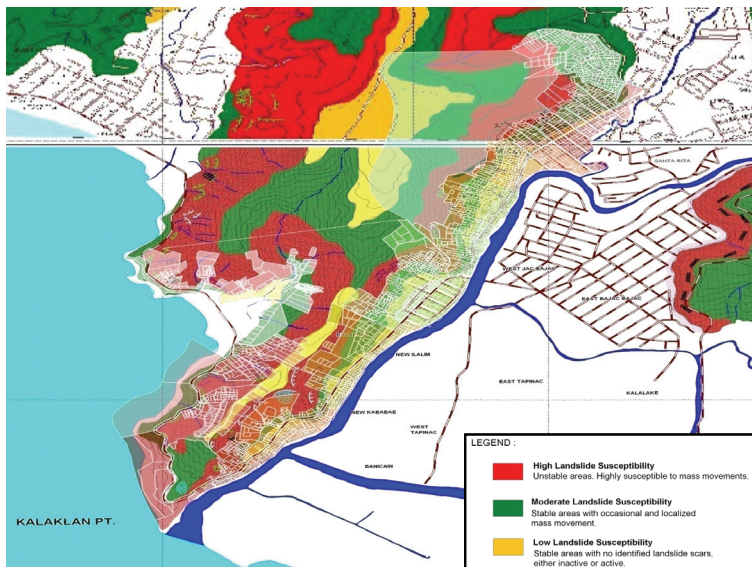 SANTA RITA
WEST JAC BAJAC
EAST BAJAC BAJAC
NEW ILALIM
EAST TAPINAC
KALALAKE
NEW KABABAE
WEST
TAPINAC
BANICAIN
KALAKLAN PT.
LEGEND :
High Landslide Susceptibility
Unstable areas. Highly susceptible to mass movements.
Moderate Landslide Susceptibility
Stable areas with occasional and localized
mass movement.
Low Landslide Susceptibility
Stable areas with no identified landslide scars,
either inactive or active.